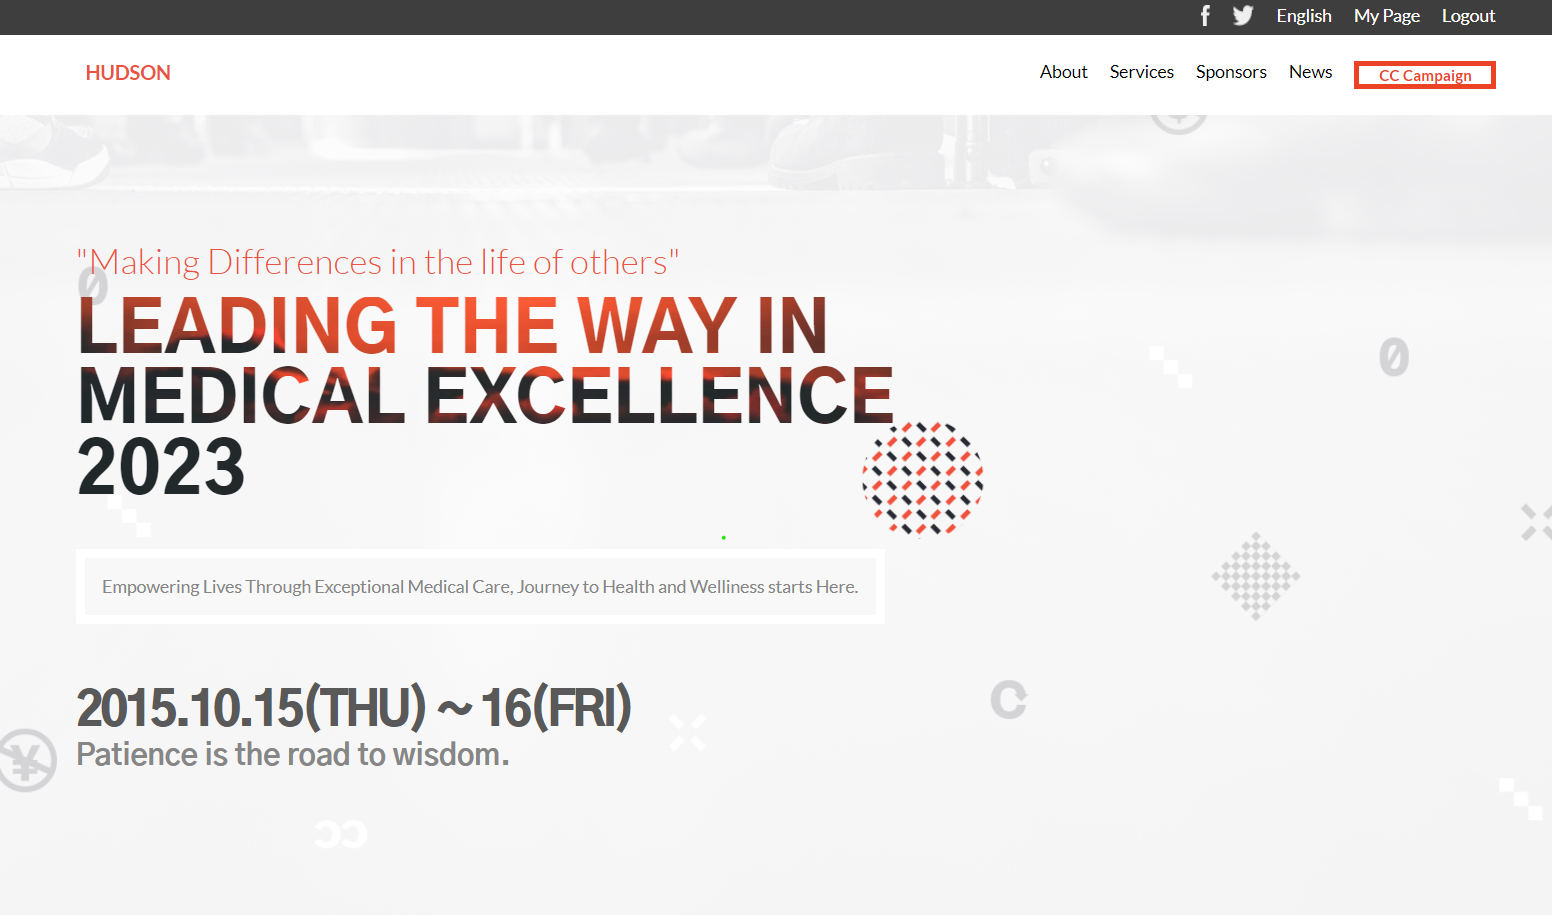 English My Page Logout
HUDSON
About Services Sponsors News CC Campaign
"Making Differences in the life of others"
LEADING THE WAY IN
MEDICAL EXCELLENCE
2023
Empowering Lives Through Exceptional Medical Care, Journey to Health and Welliness starts Here.
2015.10.15(THU) ~ 16(FRI)
Patience is the road to wisdom.